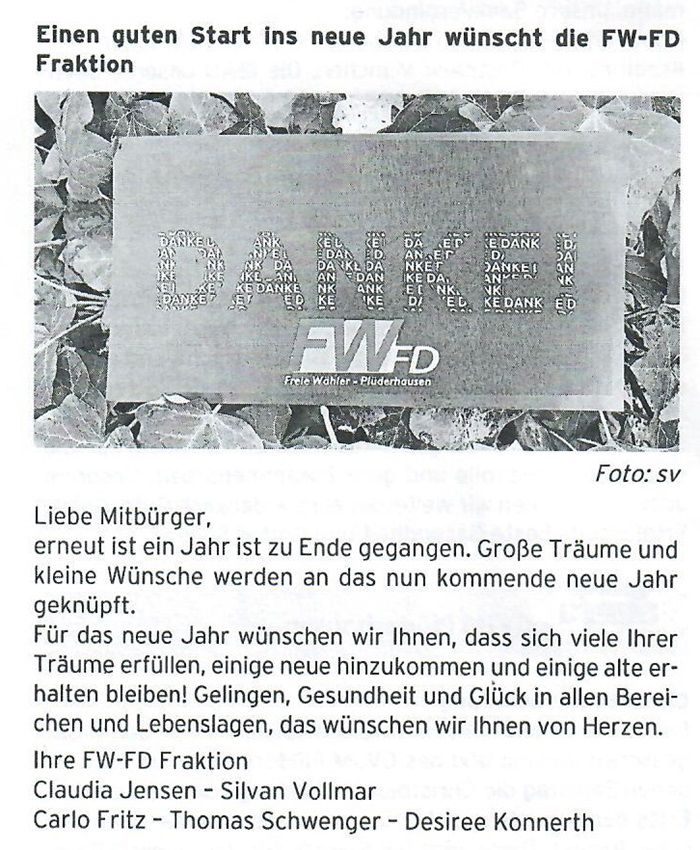 Einen guten Start ins neue Jahr wünscht die FW-FD
Fraktion
DANKE!
FWFD
Freie Wähler - Plüderhausen
Foto: sv
Liebe Mitbürger,
erneut ist ein Jahr ist zu Ende gegangen. Große Träume und
kleine Wünsche werden an das nun kommende neue Jahr
geknüpft.
Für das neue Jahr wünschen wir Ihnen, dass sich viele Ihrer
Träume erfüllen, einige neue hinzukommen und einige alte er-
halten bleiben! Gelingen, Gesundheit und Glück in allen Berei-
chen und Lebenslagen, das wünschen wir Ihnen von Herzen.
Ihre FW-FD Fraktion
Claudia Jensen - Silvan Vollmar
Carlo Fritz - Thomas Schwenger - Desiree Konnerth